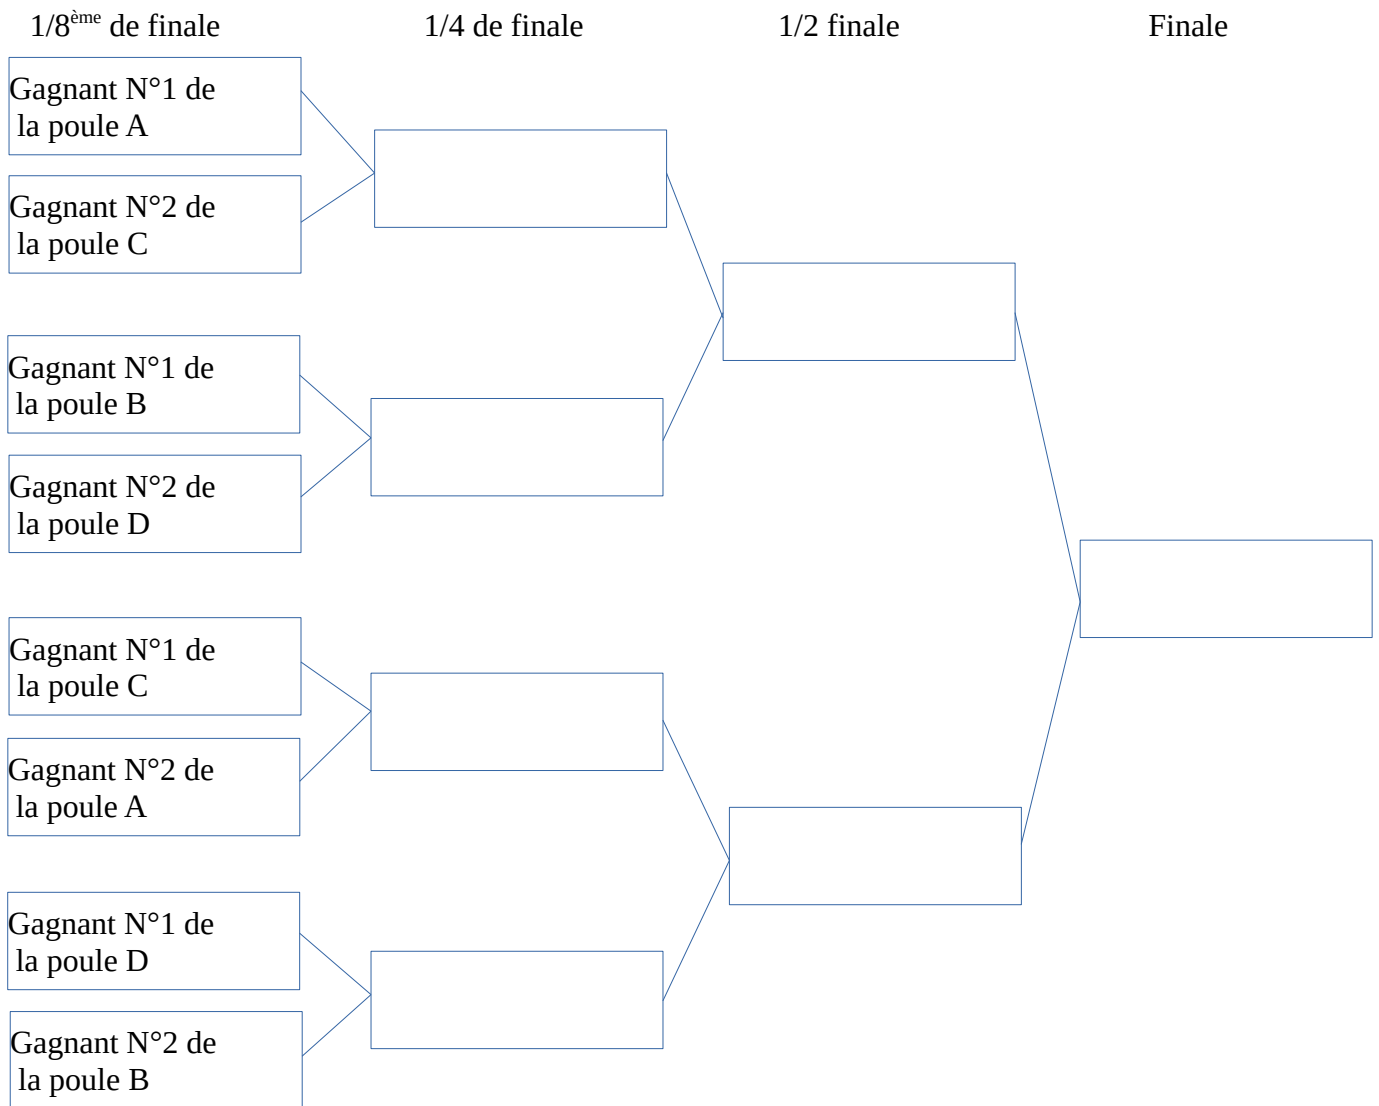 1/8ème de finale
1/4 de finale
1/2 finale
Finale
Gagnant N°1 de
la poule A
Gagnant N°2 de
la poule C
Gagnant N°1 de
la poule B
Gagnant N°2 de
la poule D
Gagnant N°1 de
la poule C
Gagnant N°2 de
la poule A
Gagnant N°1 de
la poule D
Gagnant N°2 de
la poule B